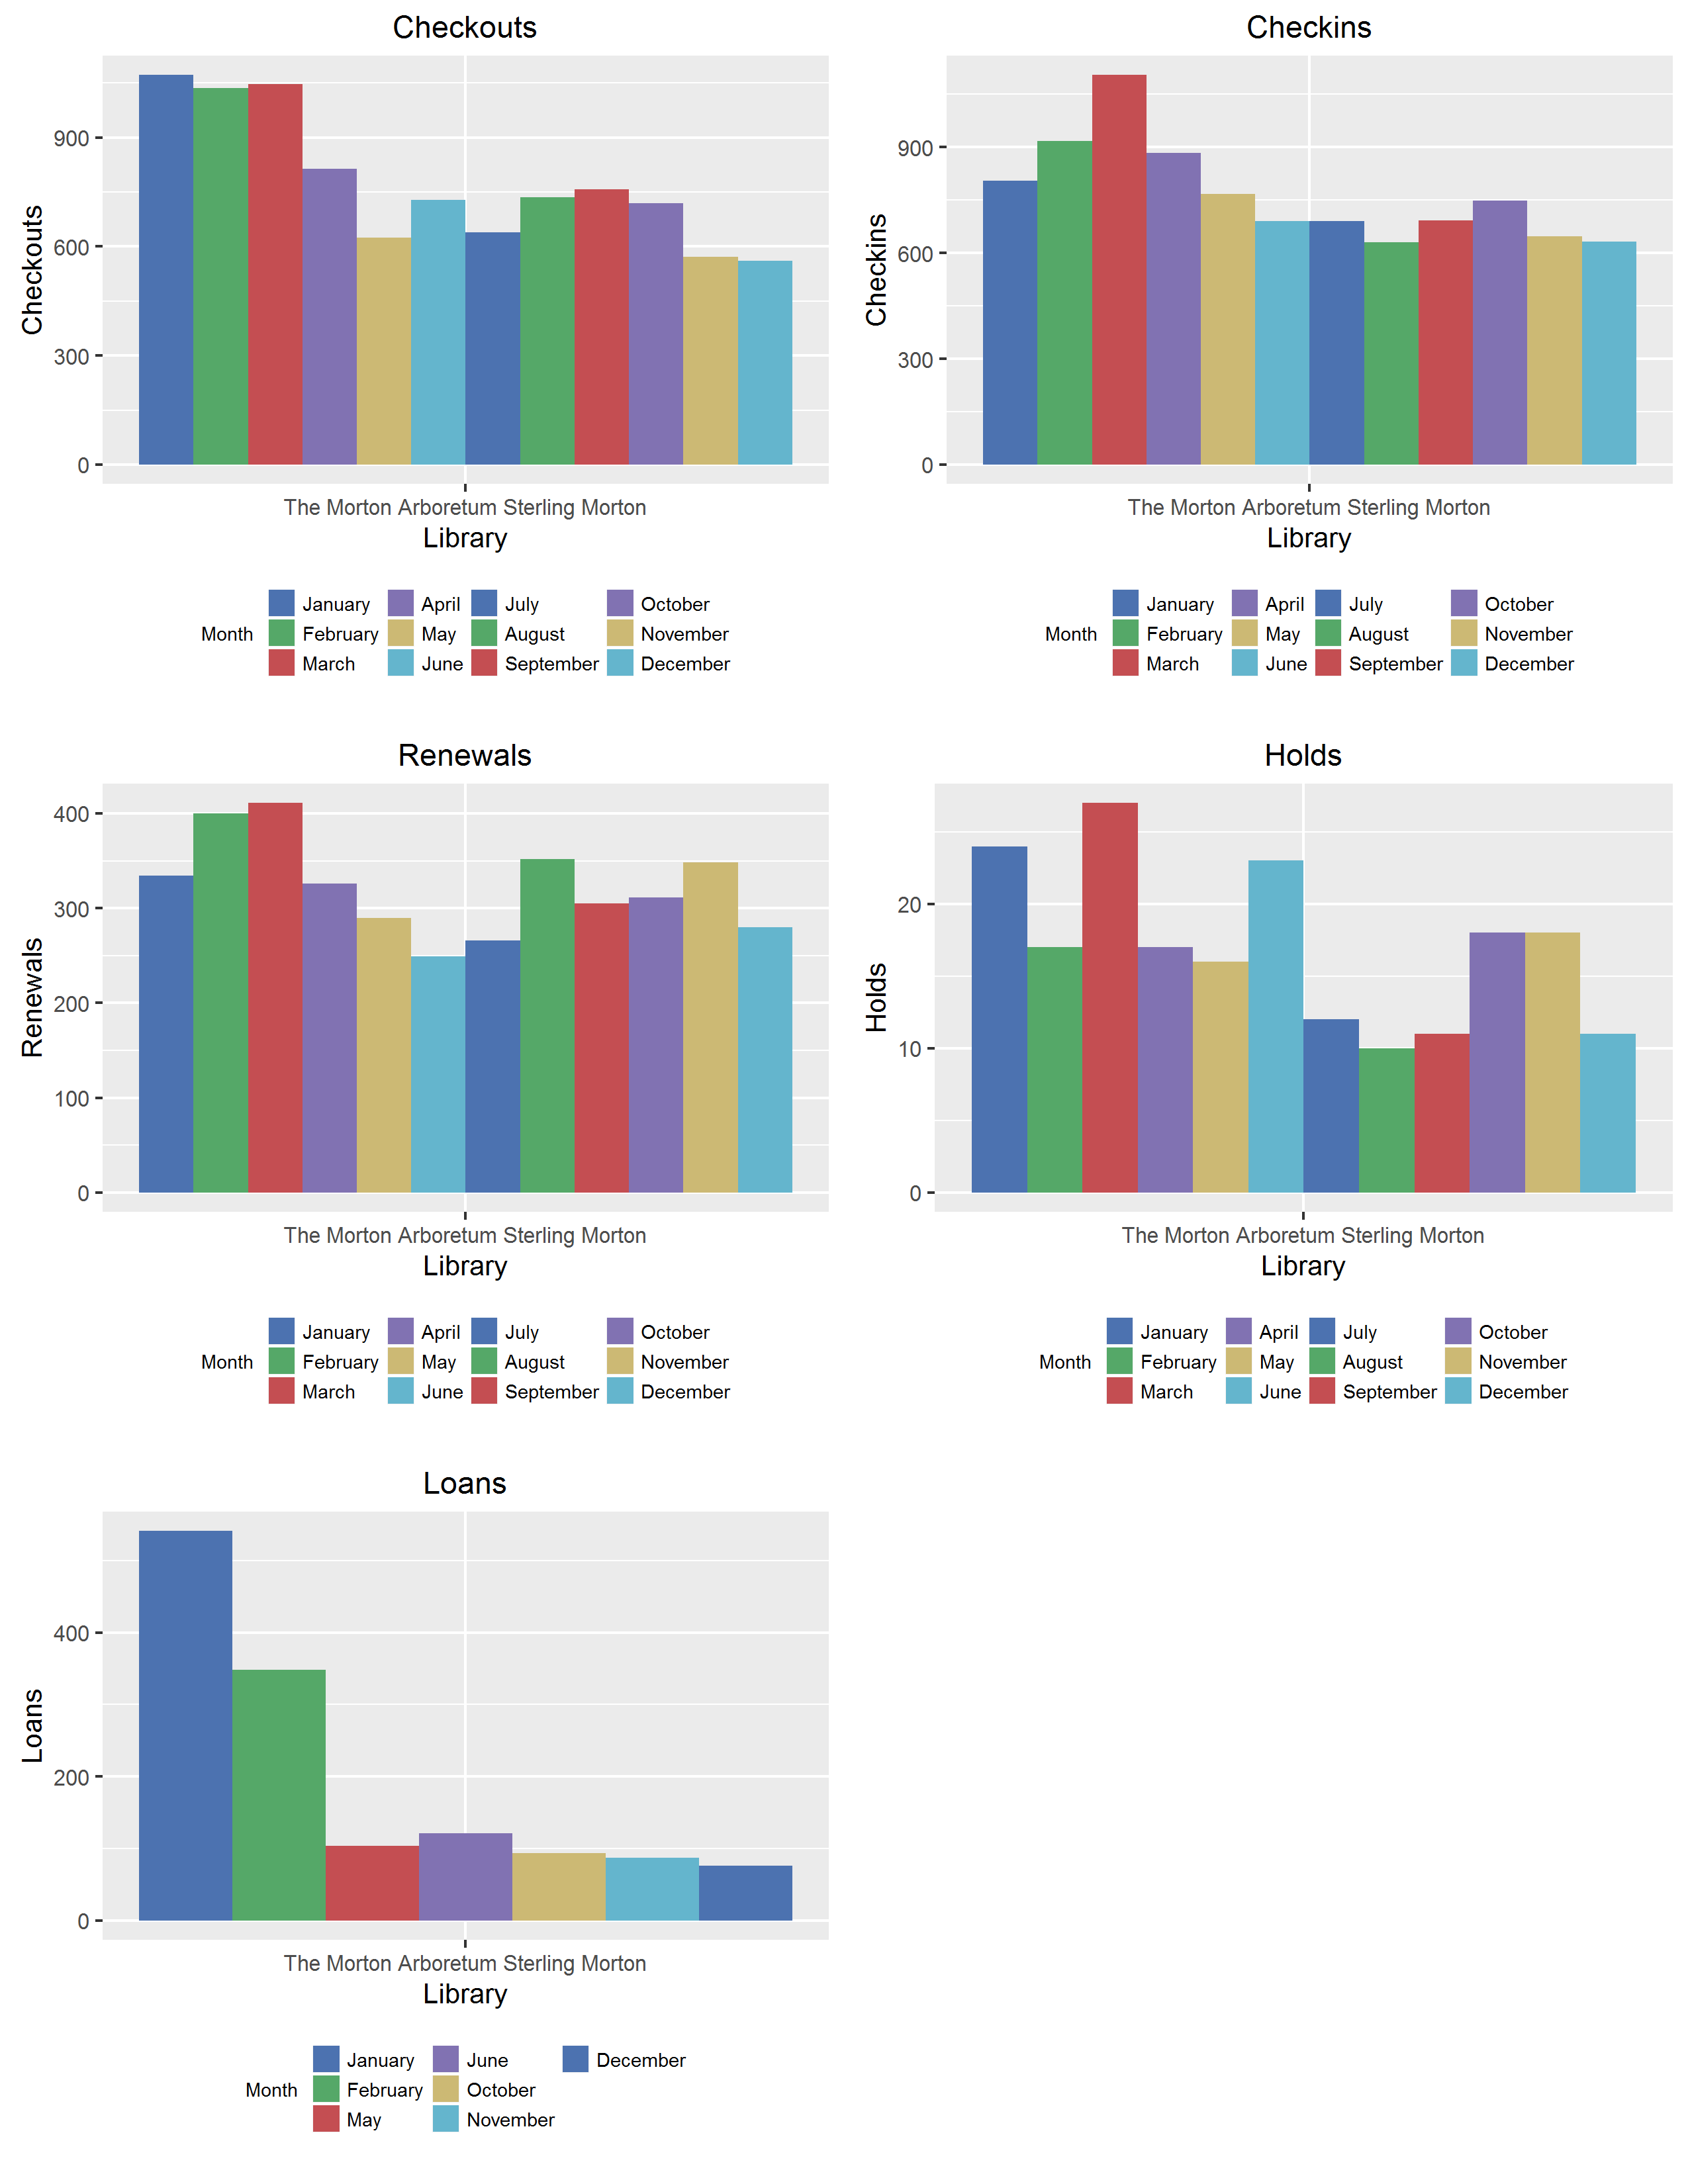 Checkouts
Checkouts
900
600
300
0
The Morton Arboretum Sterling Morton
Library
Month
January April July October
February May August November
March June September December
Checkins
Checkins
900
600
300
0
The Morton Arboretum Sterling Morton
Library
Month
January April July October
February May August November
March June September December
Renewals
Renewals
400
300
200
100
0
The Morton Arboretum Sterling Morton
Library
Month
January April July October
February May August November
March June September December
Holds
Holds
20
10
0
The Morton Arboretum Sterling Morton
Library
Month
January April July October
February May August November
March June September December
Loans
Loans
400
200
0
The Morton Arboretum Sterling Morton
Library
Month
January June December
February October
May November